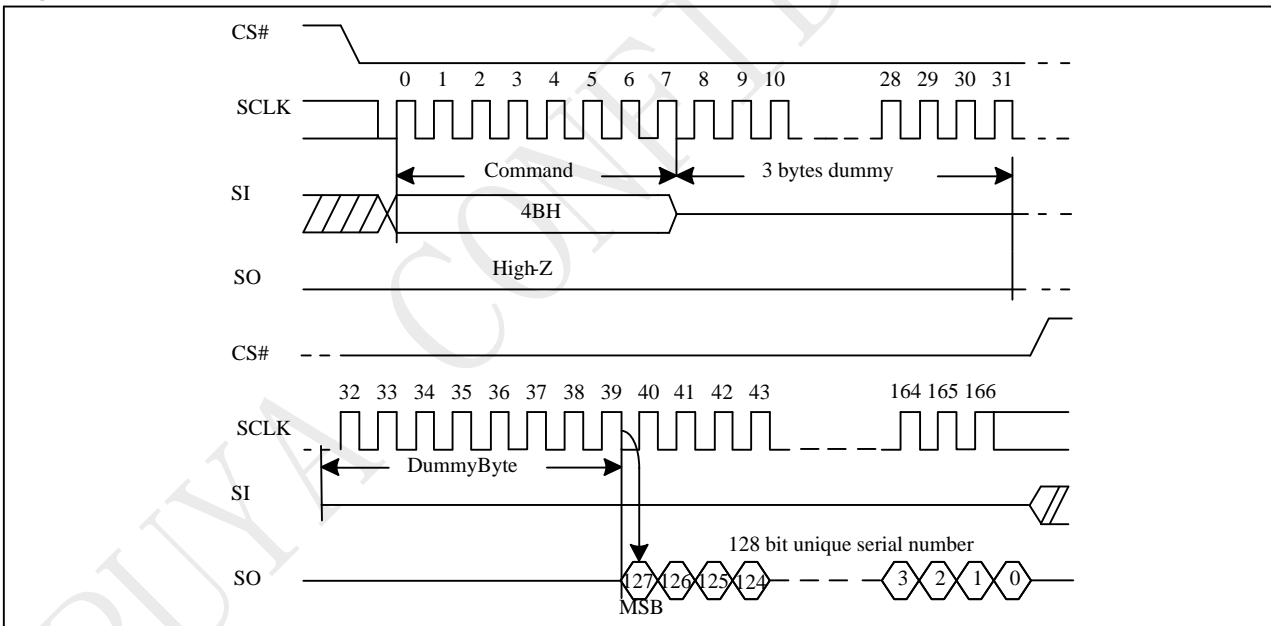 CS#
0 1 2 3 4 5 6 7 8 9 10 28 29 30 31
SCLK
Command 3 bytes dummy
SI
4BH
High-Z
SO
CS#
32 33 34 35 36 37 38 39 40 41 42 43 164 165 166
SCLK
DummyByte
SI
128 bit unique serial number
SO 127 126 125 124 3 2 1 0
MSB
PUYA CONFIDE